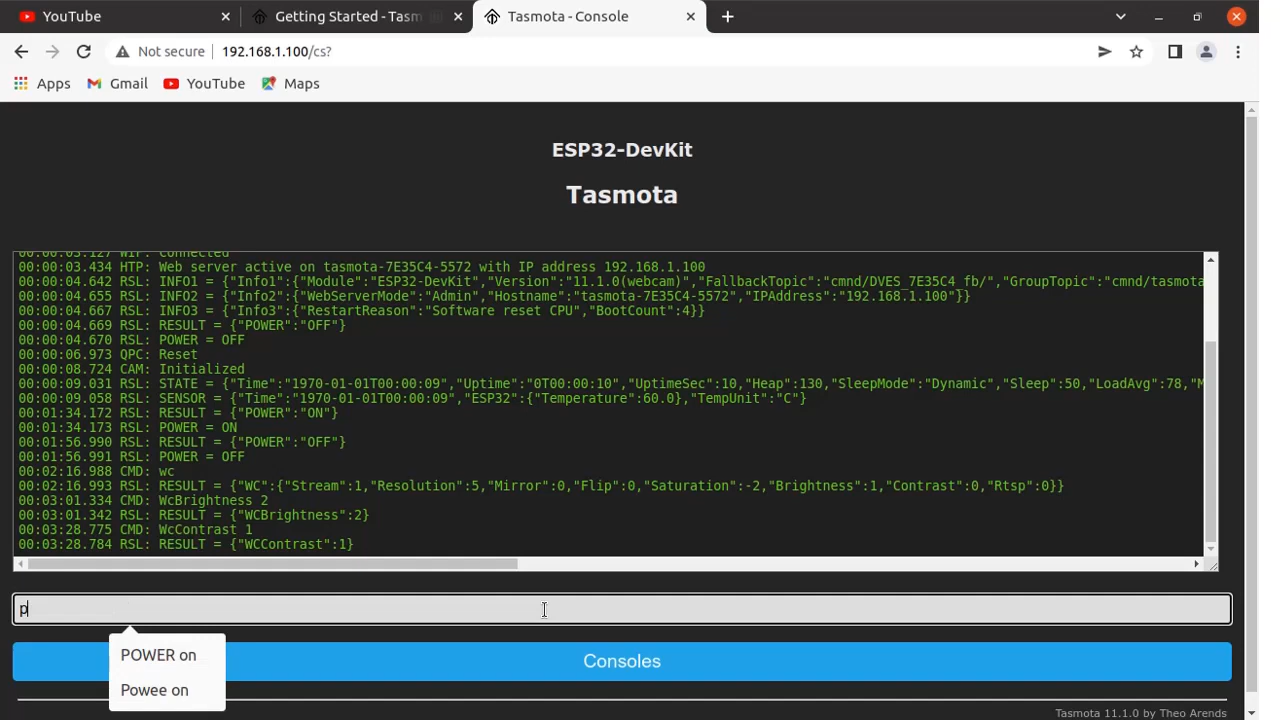 YouTube
Getting Started - Tasm
Tasmota - Console
Not secure
192.168.1.100/cs?
Apps
Gmail
YouTube
Maps
ESP32-DevKit
Tasmota
00:00:03.127 WIF: Connected
00:00:03.434 HTP: Web server active on tasmota-7E35C4-5572 with IP address 192.168.1.100
00:00:04.642 RSL: INFO1 = {"Info1":{"Module":"ESP32-DevKit","Version":"11.1.0(webcam)","FallbackTopic":"cmnd/DVES_7E35C4_fb/","GroupTopic":"cmnd/tasmota
00:00:04.655 RSL: INFO2 = {"Info2":{"WebServerMode":"Admin","Hostname":"tasmota-7E35C4-5572","IPAddress":"192.168.1.100"}}
00:00:04.667 RSL: INFO3 = {"Info3":{"RestartReason":"Software reset CPU","BootCount":4}}
00:00:04.669 RSL: RESULT = {"POWER":"OFF"}
00:00:04.670 RSL: POWER = OFF
00:00:06.973 QPC: Reset
00:00:08.724 CAM: Initialized
00:00:09.031 RSL: STATE = {"Time":"1970-01-01T00:00:09","Uptime":"0T00:00:10","UptimeSec":10,"Heap":130,"SleepMode":"Dynamic","Sleep":50,"LoadAvg":78,"M
00:00:09.058 RSL: SENSOR = {"Time":"1970-01-01T00:00:09","ESP32":{"Temperature":60.0},"TempUnit":"C"}
00:01:34.172 RSL: RESULT = {"POWER":"ON"}
00:01:34.173 RSL: POWER = ON
00:01:56.990 RSL: RESULT = {"POWER":"OFF"}
00:01:56.991 RSL: POWER = OFF
00:02:16.988 CMD: wc
00:02:16.993 RSL: RESULT = {"WC":{"Stream":1,"Resolution":5,"Mirror":0,"Flip":0,"Saturation":-2,"Brightness":1,"Contrast":0,"Rtsp":0}}
00:03:01.334 CMD: WcBrightness 2
00:03:01.342 RSL: RESULT = {"WCBrightness":2}
00:03:28.775 CMD: WcContrast 1
00:03:28.784 RSL: RESULT = {"WCContrast":1}
p
POWER on
Powee on
Consoles
Tasmota 11.1.0 by Theo Arends